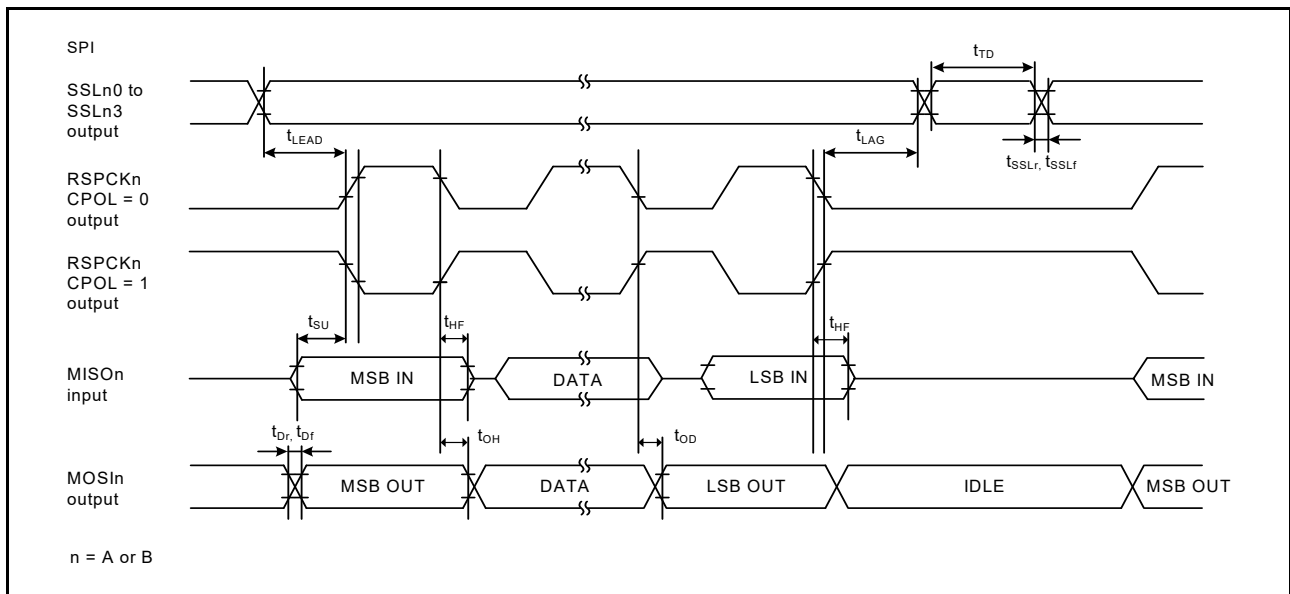 SPI
SSLn0 to
SSLn3
output
tTD
tLEAD
tLAG
tSSLr, tSSLf
RSPCKn
CPOL = 0
output
RSPCKn
CPOL = 1
output
tSU
tHF
tHF
MISOn
input
MSB IN
DATA
LSB IN
MSB IN
tDr, tDf
tOH
tOD
MOSIn
output
MSB OUT
DATA
LSB OUT
IDLE
MSB OUT
n = A or B